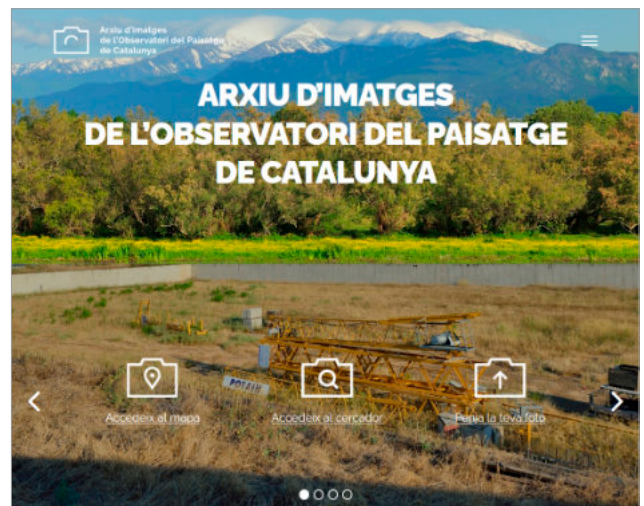 Arxiu d'Imatges
de l'Observatori del Paisatge
de Catalunya
ARXIU D'IMATGES
DE L'OBSERVATORI DEL PAISATGE
DE CATALUNYA
POTAIN
Accedeix al mapa
Accedeix al cercador
Penja la teva foto